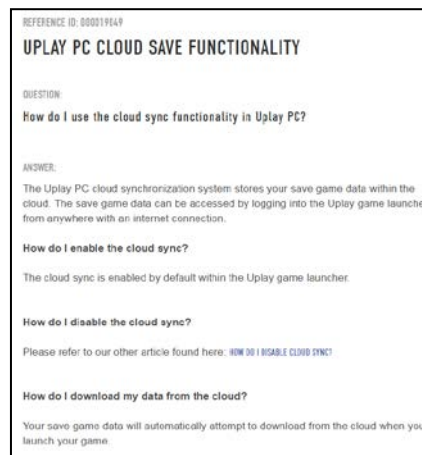 REFERENCE ID: 000019649
UPLAY PC CLOUD SAVE FUNCTIONALITY
QUESTION:
How do I use the cloud sync functionality in Uplay PC?
ANSWER:
The Uplay PC cloud synchronization system stores your save game data within the
cloud. The save game data can be accessed by logging into the Uplay game launche
from anywhere with an internet connection.
How do I enable the cloud sync?
The cloud sync is enabled by default within the Uplay game launcher.
How do I disable the cloud sync?
Please refer to our other article found here: HOW DO I DISABLE CLOUD SYNC?
How do I download my data from the cloud?
Your save game data will automatically attempt to download from the cloud when you
launch your game.